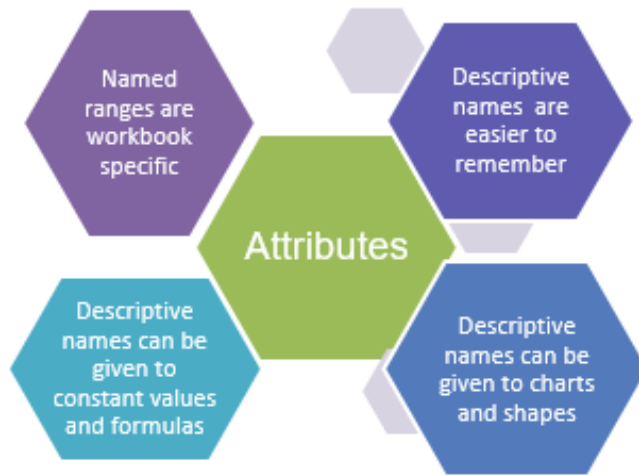 Named
ranges are
workbook
specific
Descriptive
names are
easier to
remember
Attributes
Descriptive
names can be
given to
constant values
and formulas
Descriptive
names can be
given to charts
and shapes